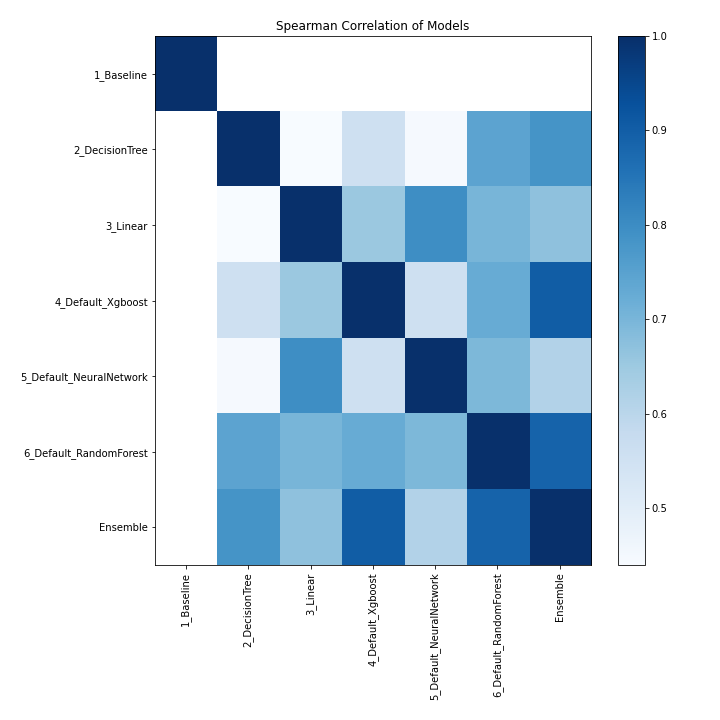 Spearman Correlation of Models
1_Baseline
2_DecisionTree
3_Linear
4_Default_Xgboost
5_Default_NeuralNetwork
6_Default_RandomForest
Ensemble
1_Baseline
2_DecisionTree
3_Linear
4_Default_Xgboost
5_Default_NeuralNetwork
6_Default_RandomForest
Ensemble
1.0
0.9
0.8
0.7
0.6
0.5